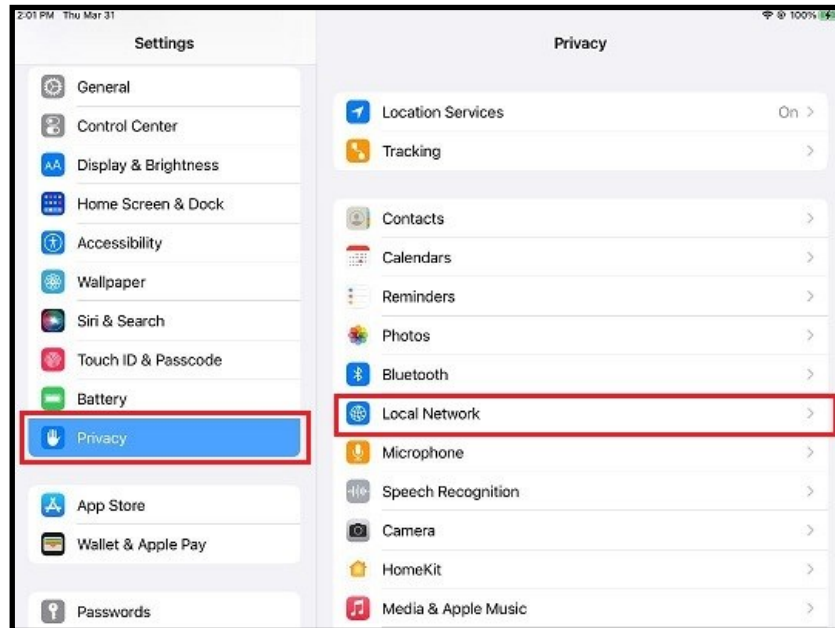 2:01 PM Thu Mar 31
100%
Settings
Privacy
General
Control Center
Display & Brightness
Home Screen & Dock
Accessibility
Wallpaper
Siri & Search
Touch ID & Passcode
Battery
Privacy
App Store
Wallet & Apple Pay
Passwords
Location Services On
Tracking
Contacts
Calendars
Reminders
Photos
Bluetooth
Local Network
Microphone
Speech Recognition
Camera
HomeKit
Media & Apple Music